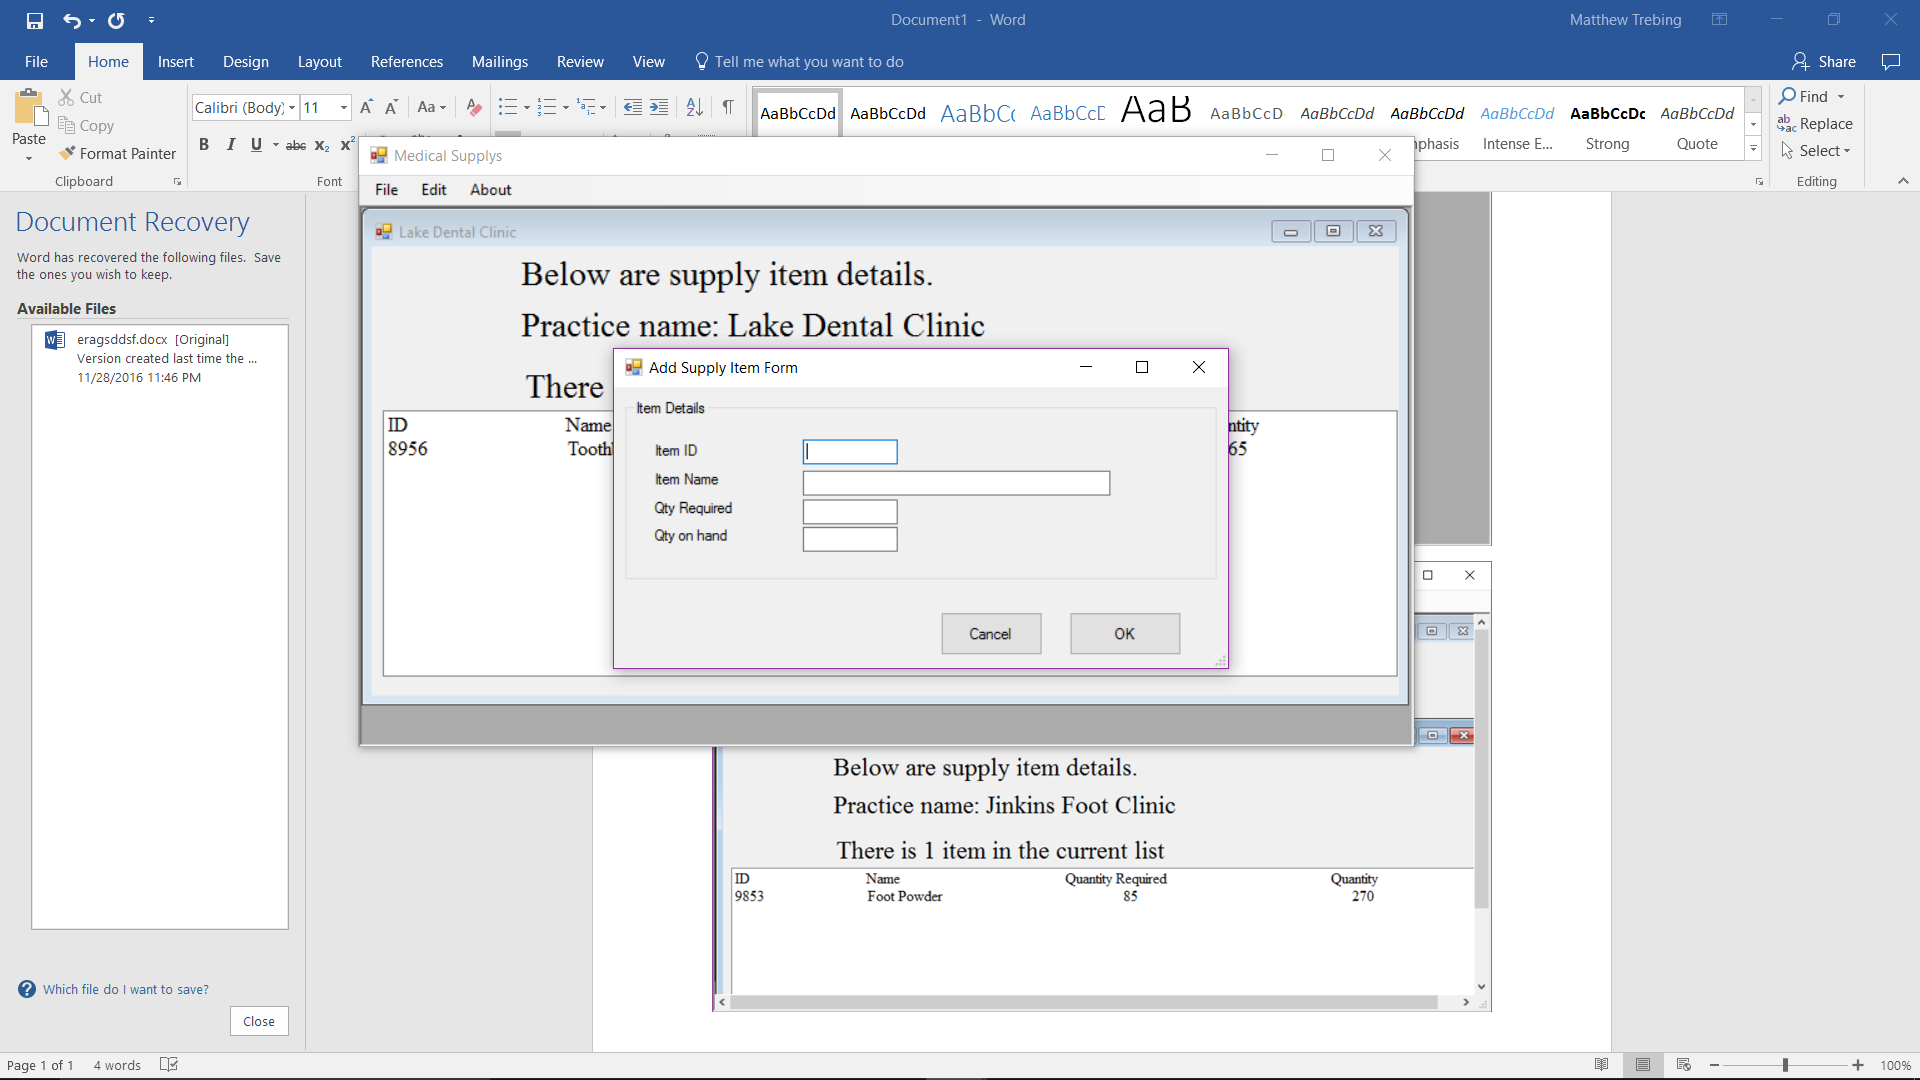 Document1 - Word
Matthew Trebing
File Home Insert Design Layout References Mailings Review View Tell me what you want to do
Share
Paste
Cut
Copy
Format Painter
Clipboard
Calibri (Body) 11
Aa
B I U abc X2 X2
Font
AaBbCcDd AaBbCcDd AaBbCc AaBbCcD AaB AaBbCcD AaBbCcDd AaBbCcDd AaBbCcDd AaBbCcDc AaBbCcDd
Intense E... Strong Quote
Find
Replace
Select
Editing
Document Recovery
Word has recovered the following files. Save
the ones you wish to keep.
Available Files
eragsddsf.docx [Original]
Version created last time the ...
11/28/2016 11:46 PM
Which file do I want to save?
Close
Medical Supplys
File Edit About
Lake Dental Clinic
Below are supply item details.
Practice name: Lake Dental Clinic
There
ID Name
8956
65
Add Supply Item Form
Item Details
Item ID
Item Name
Qty Required
Qty on hand
Cancel OK
Below are supply item details.
Practice name: Jinkins Foot Clinic
There is 1 item in the current list
ID Name Quantity Required Quantity
9853 Foot Powder 85 270
Page 1 of 1 4 words
100%